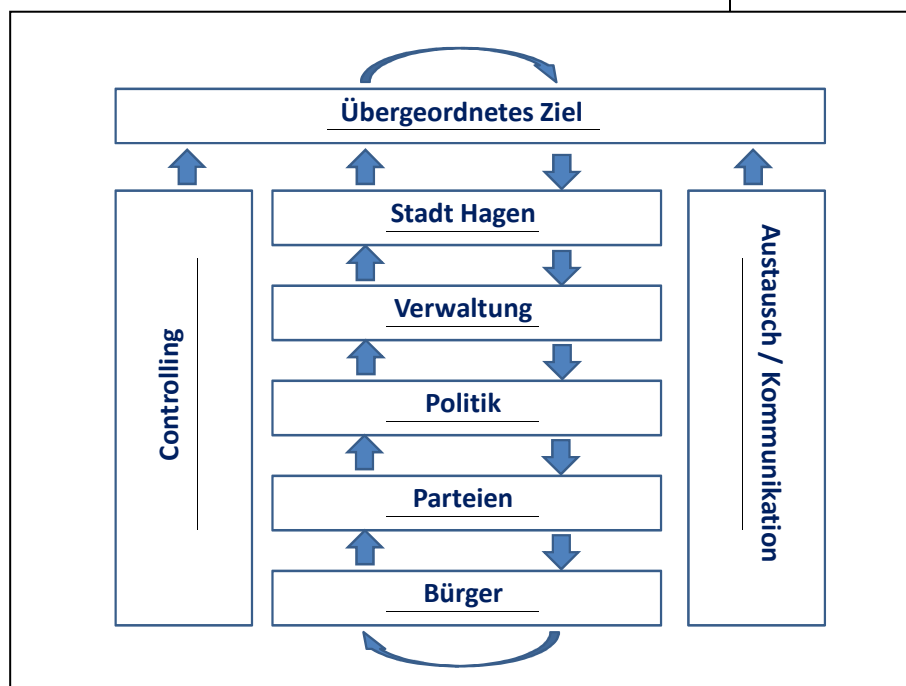 Übergeordnetes Ziel
Stadt Hagen
Verwaltung
Politik
Parteien
Bürger
Controlling
Austausch / Kommunikation